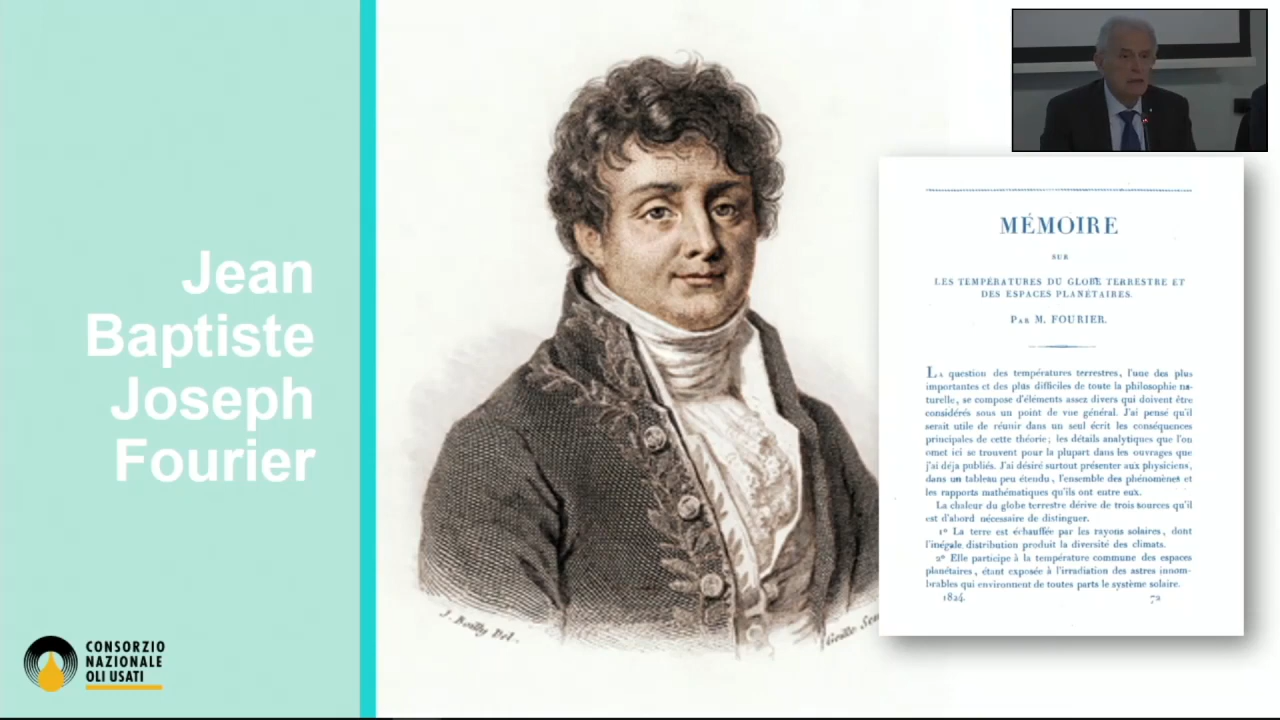 Jean
Baptiste
Joseph
Fourier
CONSORZIO
NAZIONALE
OLI USATI
J. Boilly Del.
Geille Scu
MÉMOIRE
SUR
LES TEMPÉRATURES DU GLOBE TERRESTRE ET
DES ESPACES PLANÉTAIRES.
PAR M. FOURIER.
LA question des températures terrestres, l'une des plus
importantes et des plus difficiles de toute la philosophie na-
turelle, se compose d'éléments assez divers qui doivent être
considérés sous un point de vue général. J'ai pensé qu'il
serait utile de réunir dans un seul écrit les conséquences
principales de cette théorie; les détails analytiques que l'on
omet ici se trouvent pour la plupart dans les ouvrages que
j'ai déja publiés. J'ai désiré surtout présenter aux physiciens,
dans un tableau peu étendu, l'ensemble des phénomènes et
les rapports mathématiques qu'ils ont entre eux.
La chaleur du globe terrestre dérive de trois sources qu'il
est d'abord nécessaire de distinguer.
1° La terre est échauffée par les rayons solaires, dont
l'inégale distribution produit la diversité des climats.
2° Elle participe à la température commune des espaces
planétaires, étant exposée à l'irradiation des astres innom-
brables qui environnent de toutes parts le système solaire.
1824. 72